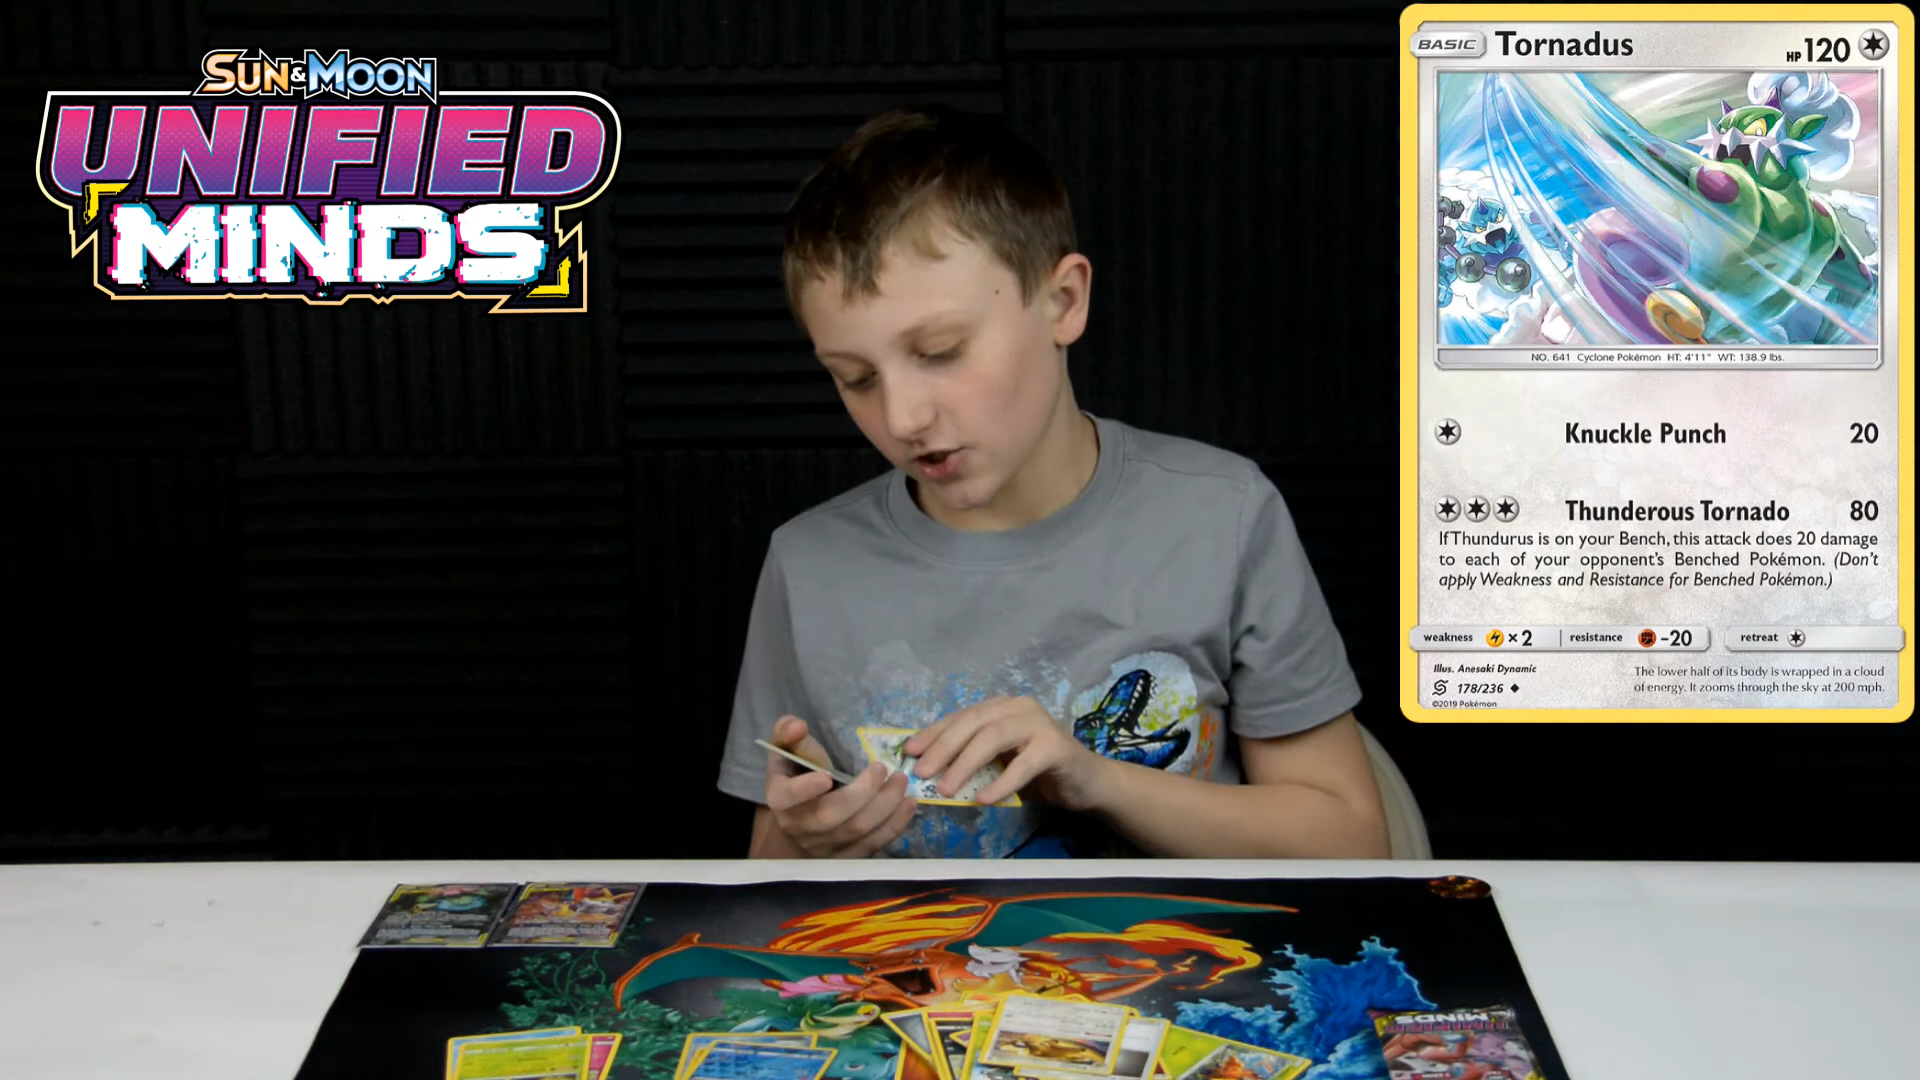 SUN & MOON
UNIFIED
MINDS
BASIC Tornadus HP 120
NO. 641 Cyclone Pokémon HT: 4'11" WT: 138.9 lbs.
Knuckle Punch 20
Thunderous Tornado 80
If Thundurus is on your Bench, this attack does 20 damage
to each of your opponent's Benched Pokémon. (Don't
apply Weakness and Resistance for Benched Pokémon.)
weakness × 2 resistance -20 retreat
Illus. Anesaki Dynamic
178/236
©2019 Pokémon
The lower half of its body is wrapped in a cloud
of energy. It zooms through the sky at 200 mph.
MINDS